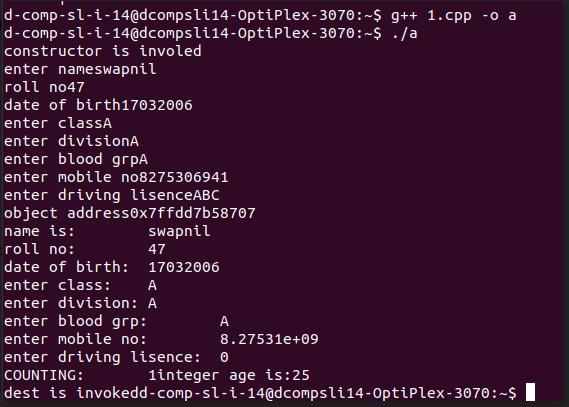 d-comp-sl-i-14@dcompsli14-OptiPlex-3070:~$ g++ 1.cpp -o a
d-comp-sl-i-14@dcompsli14-OptiPlex-3070:~$ ./a
constructor is involed
enter nameswapnil
roll no47
date of birth17032006
enter classA
enter divisionA
enter blood grpA
enter mobile no8275306941
enter driving lisenceABC
object address0x7ffdd7b58707
name is:        swapnil
roll no:        47
date of birth:  17032006
enter class:    A
enter division: A
enter blood grp:        A
enter mobile no:        8.27531e+09
enter driving lisence:  0
COUNTING:       1integer age is:25
dest is invokedd-comp-sl-i-14@dcompsli14-OptiPlex-3070:~$